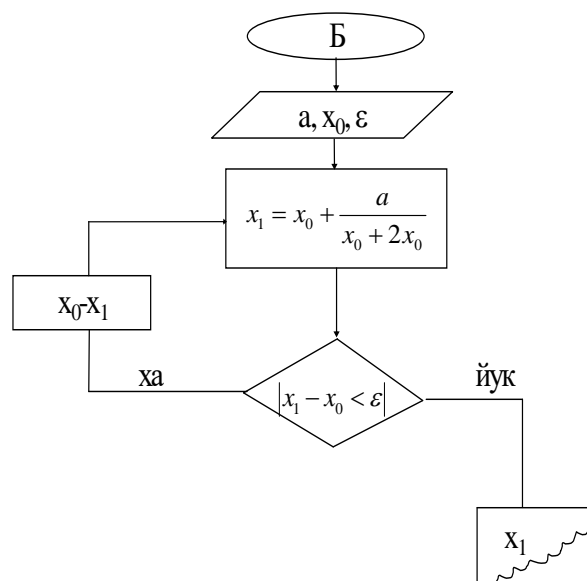 Б
a, x₀, ε
x₁ = x₀ + a / (x₀ + 2x₀)
x₀-x₁
ха
йук
|x₁ − x₀ < ε|
x₁